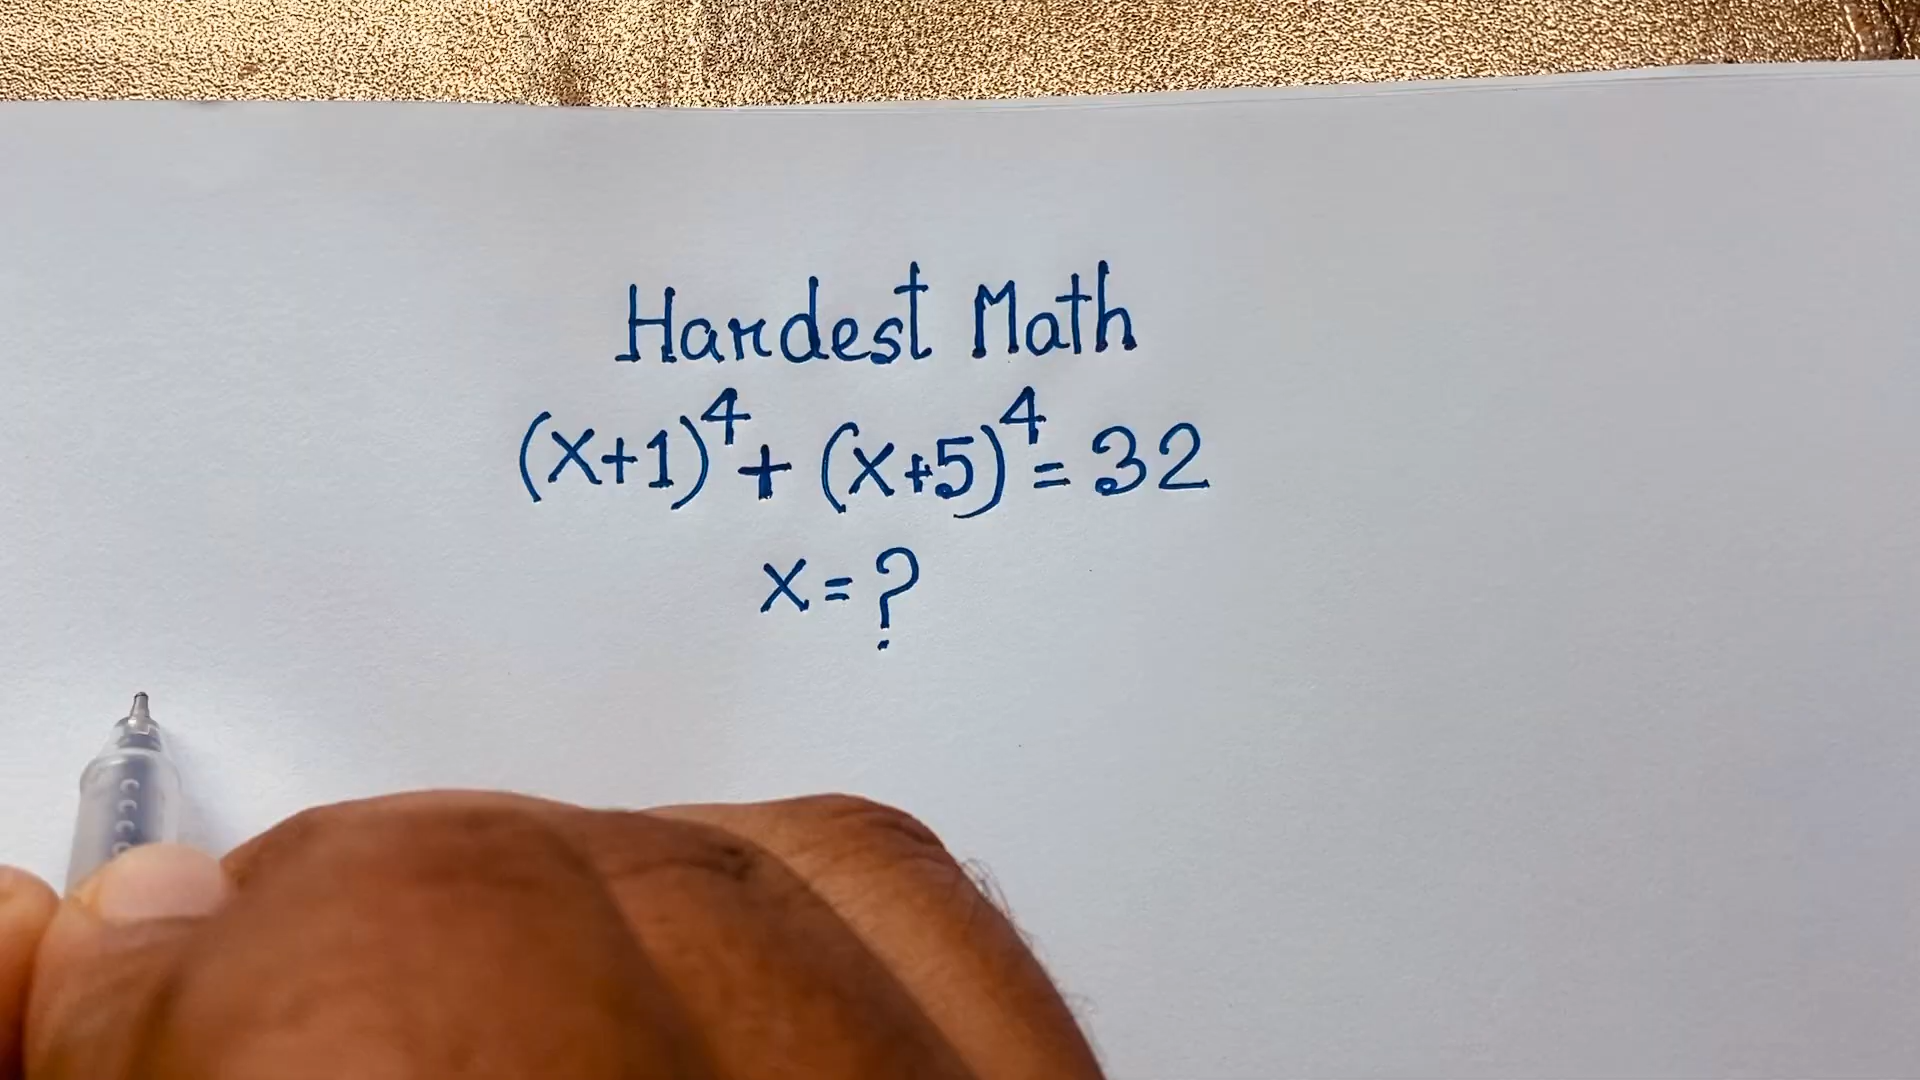 Hardest Math
(x+1)⁴+(x+5)⁴=32
x=?